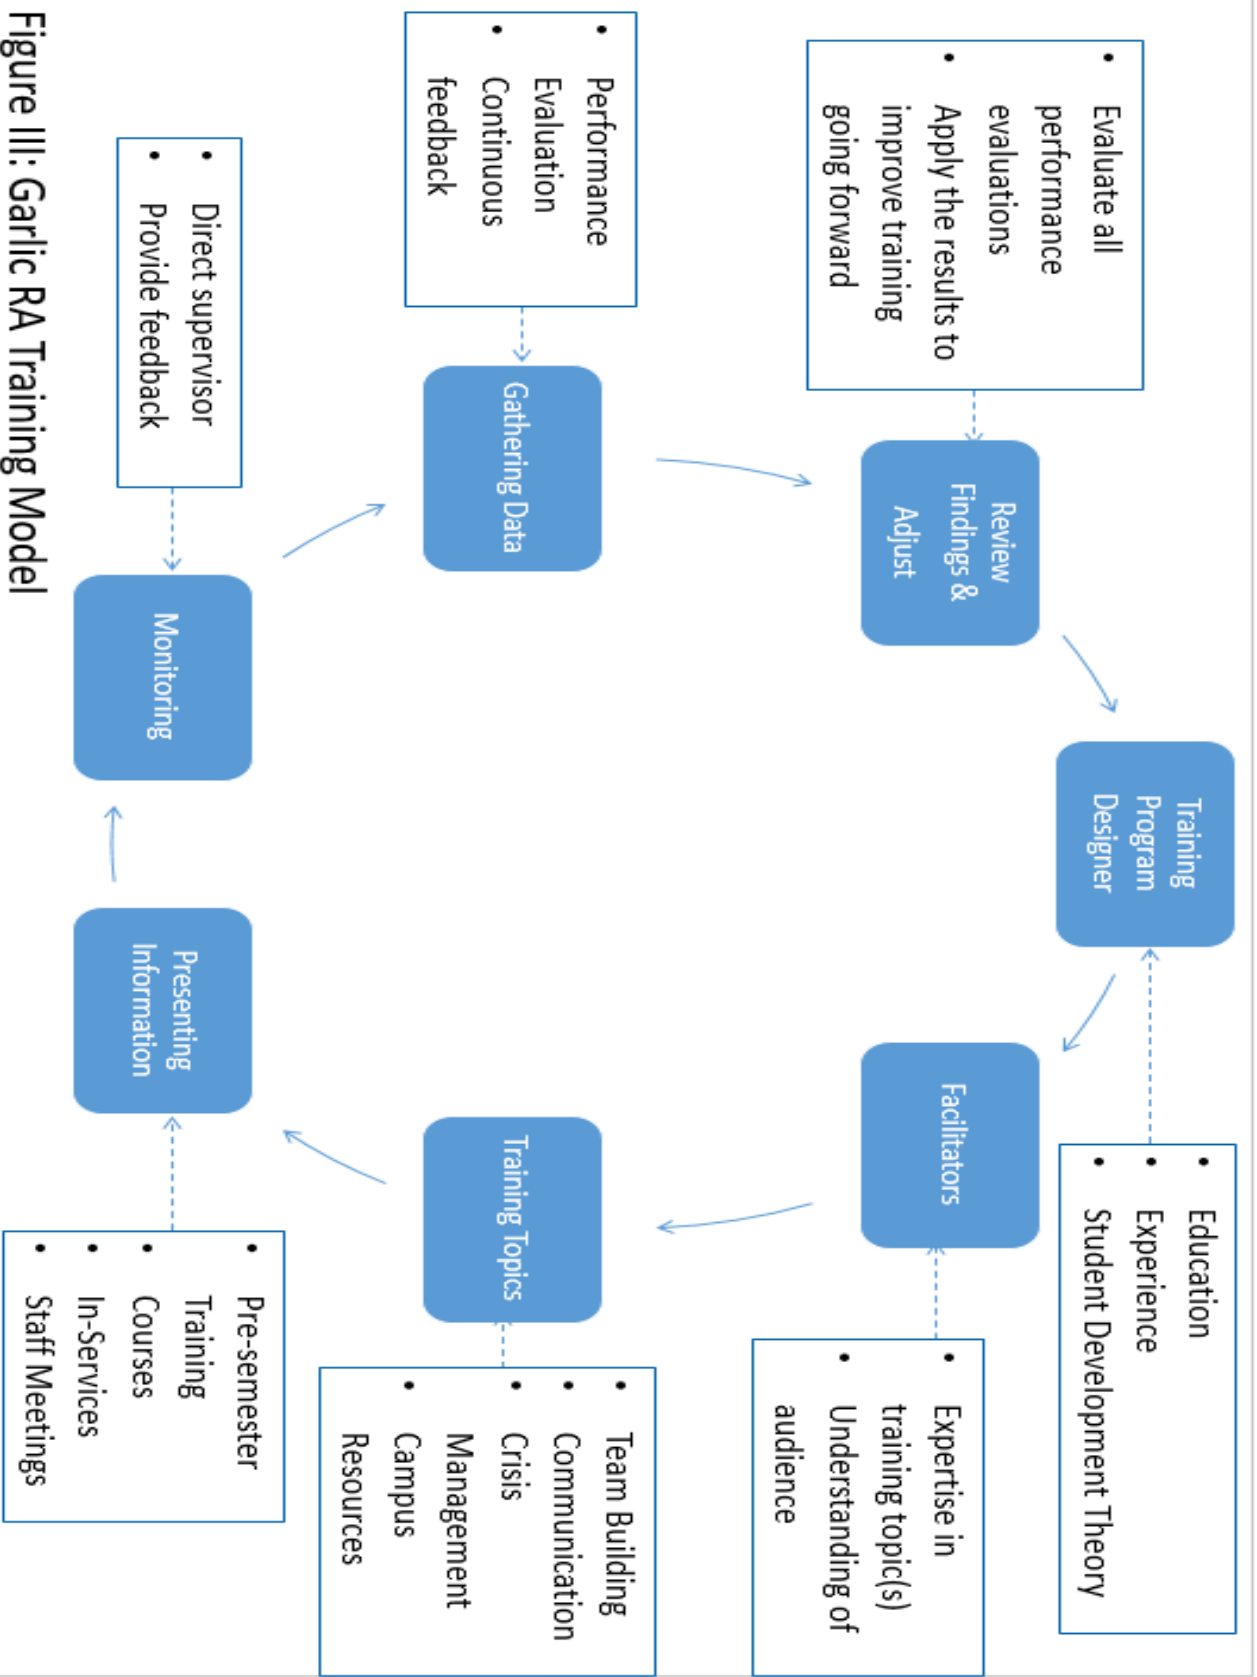 Training
Program
Designer
• Education
• Experience
• Student Development Theory
Facilitators
• Expertise in
training topic(s)
• Understanding of
audience
Training Topics
• Team Building
• Communication
• Crisis
Management
• Campus
Resources
Presenting
Information
• Pre-semester
Training
• Courses
• In-Services
• Staff Meetings
Monitoring
• Direct supervisor
• Provide feedback
Gathering Data
• Performance
Evaluation
• Continuous
feedback
Review
Findings &
Adjust
• Evaluate all
performance
evaluations
• Apply the results to
improve training
going forward
Figure III: Garlic RA Training Model